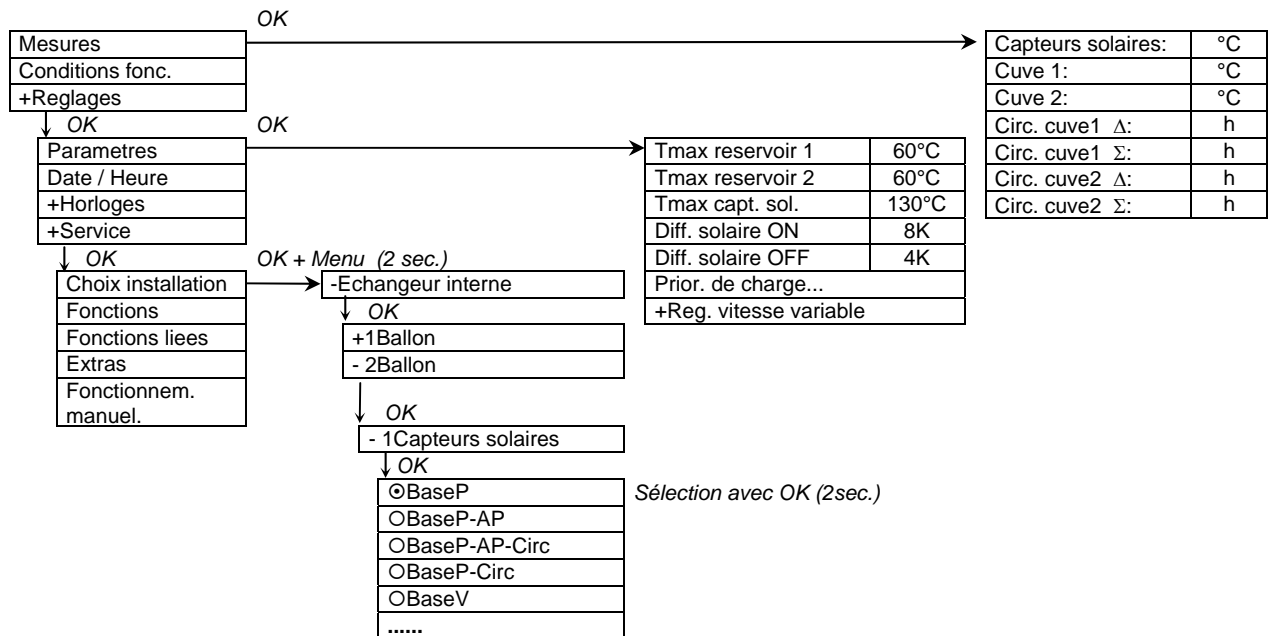 OK
Mesures
Conditions fonc.
+Reglages
Capteurs solaires: °C
Cuve 1: °C
Cuve 2: °C
Circ. cuve1 Δ: h
Circ. cuve1 Σ: h
Circ. cuve2 Δ: h
Circ. cuve2 Σ: h
OK
OK
Parametres
Date / Heure
+Horloges
+Service
Tmax reservoir 1 60°C
Tmax reservoir 2 60°C
Tmax capt. sol. 130°C
Diff. solaire ON 8K
Diff. solaire OFF 4K
Prior. de charge...
+Reg. vitesse variable
OK
OK + Menu (2 sec.)
Choix installation
Fonctions
Fonctions liees
Extras
Fonctionnem.
manuel.
-Echangeur interne
OK
+1Ballon
- 2Ballon
OK
- 1Capteurs solaires
OK
⊙BaseP
Sélection avec OK (2sec.)
○BaseP-AP
○BaseP-AP-Circ
○BaseP-Circ
○BaseV
......